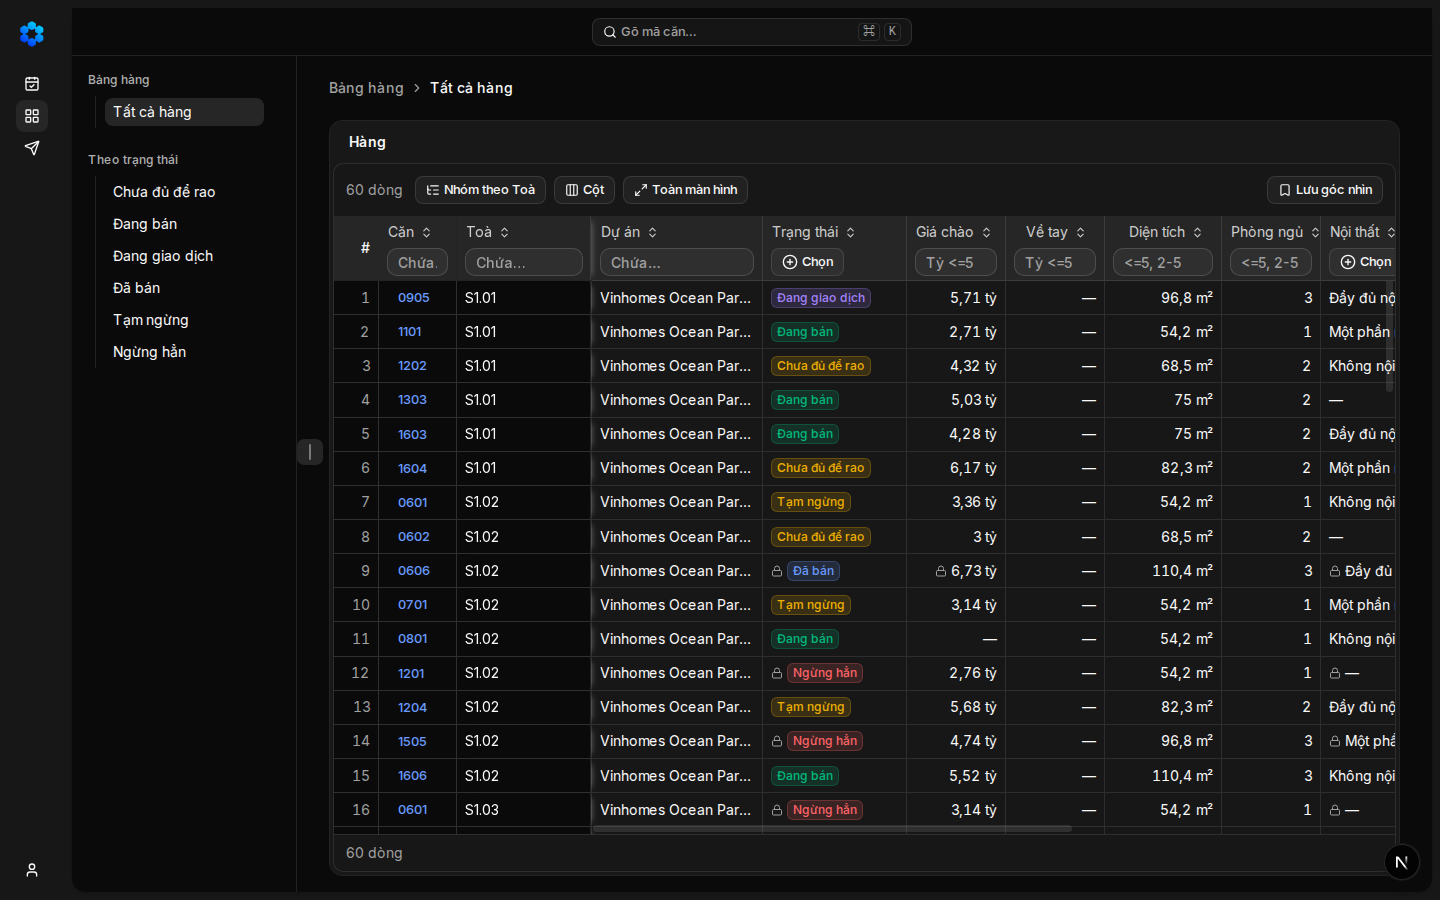 Gõ mã căn...
⌘ K
Bảng hàng
Tất cả hàng
Theo trạng thái
Chưa đủ để rao
Đang bán
Đang giao dịch
Đã bán
Tạm ngừng
Ngừng hẳn
Bảng hàng > Tất cả hàng
Hàng
60 dòng Nhóm theo Toà Cột Toàn màn hình Lưu góc nhìn
# Căn Toà Dự án Trạng thái Giá chào Về tay Diện tích Phòng ngủ Nội thất
Chứa. Chứa... Chứa... Chọn Tỷ <=5 Tỷ <=5 <=5, 2-5 <=5, 2-5 Chọn
1 0905 S1.01 Vinhomes Ocean Par... Đang giao dịch 5,71 tỷ — 96,8 m² 3 Đầy đủ nộ
2 1101 S1.01 Vinhomes Ocean Par... Đang bán 2,71 tỷ — 54,2 m² 1 Một phần
3 1202 S1.01 Vinhomes Ocean Par... Chưa đủ để rao 4,32 tỷ — 68,5 m² 2 Không nội
4 1303 S1.01 Vinhomes Ocean Par... Đang bán 5,03 tỷ — 75 m² 2 —
5 1603 S1.01 Vinhomes Ocean Par... Đang bán 4,28 tỷ — 75 m² 2 Đầy đủ nộ
6 1604 S1.01 Vinhomes Ocean Par... Chưa đủ để rao 6,17 tỷ — 82,3 m² 2 Một phần
7 0601 S1.02 Vinhomes Ocean Par... Tạm ngừng 3,36 tỷ — 54,2 m² 1 Không nội
8 0602 S1.02 Vinhomes Ocean Par... Chưa đủ để rao 3 tỷ — 68,5 m² 2 —
9 0606 S1.02 Vinhomes Ocean Par... Đã bán 6,73 tỷ — 110,4 m² 3 Đầy đủ
10 0701 S1.02 Vinhomes Ocean Par... Tạm ngừng 3,14 tỷ — 54,2 m² 1 Một phần
11 0801 S1.02 Vinhomes Ocean Par... Đang bán — — 54,2 m² 1 Không nội
12 1201 S1.02 Vinhomes Ocean Par... Ngừng hẳn 2,76 tỷ — 54,2 m² 1 —
13 1204 S1.02 Vinhomes Ocean Par... Tạm ngừng 5,68 tỷ — 82,3 m² 2 Đầy đủ nộ
14 1505 S1.02 Vinhomes Ocean Par... Ngừng hẳn 4,74 tỷ — 96,8 m² 3 Một phầ
15 1606 S1.02 Vinhomes Ocean Par... Đang bán 5,52 tỷ — 110,4 m² 3 Không nội
16 0601 S1.03 Vinhomes Ocean Par... Ngừng hẳn 3,14 tỷ — 54,2 m² 1 —
60 dòng
N